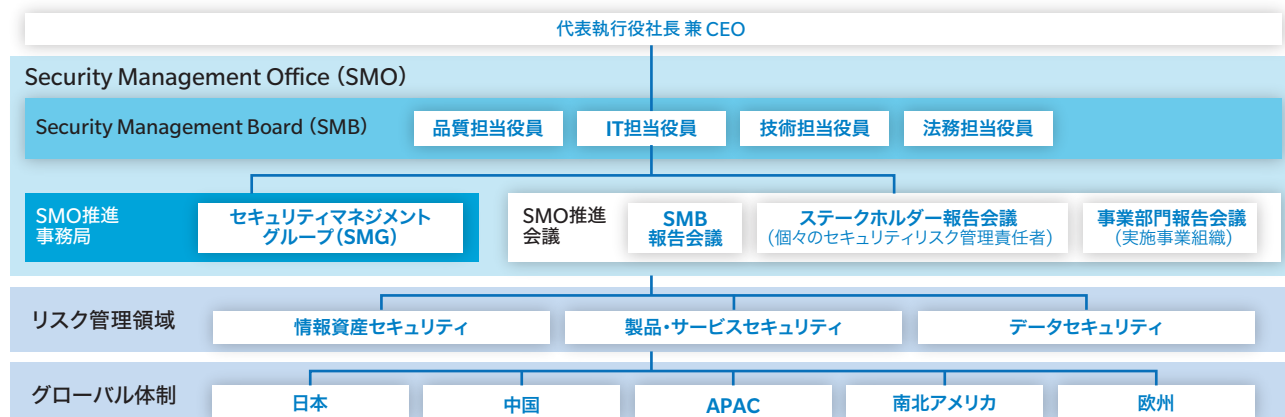 代表執行役社長 兼 CEO
Security Management Office (SMO)
Security Management Board (SMB)
品質担当役員
IT担当役員
技術担当役員
法務担当役員
SMO推進
事務局
セキュリティマネジメント
グループ(SMG)
SMO推進
会議
SMB
報告会議
ステークホルダー報告会議
(個々のセキュリティリスク管理責任者)
事業部門報告会議
(実施事業組織)
リスク管理領域
情報資産セキュリティ
製品・サービスセキュリティ
データセキュリティ
グローバル体制
日本
中国
APAC
南北アメリカ
欧州